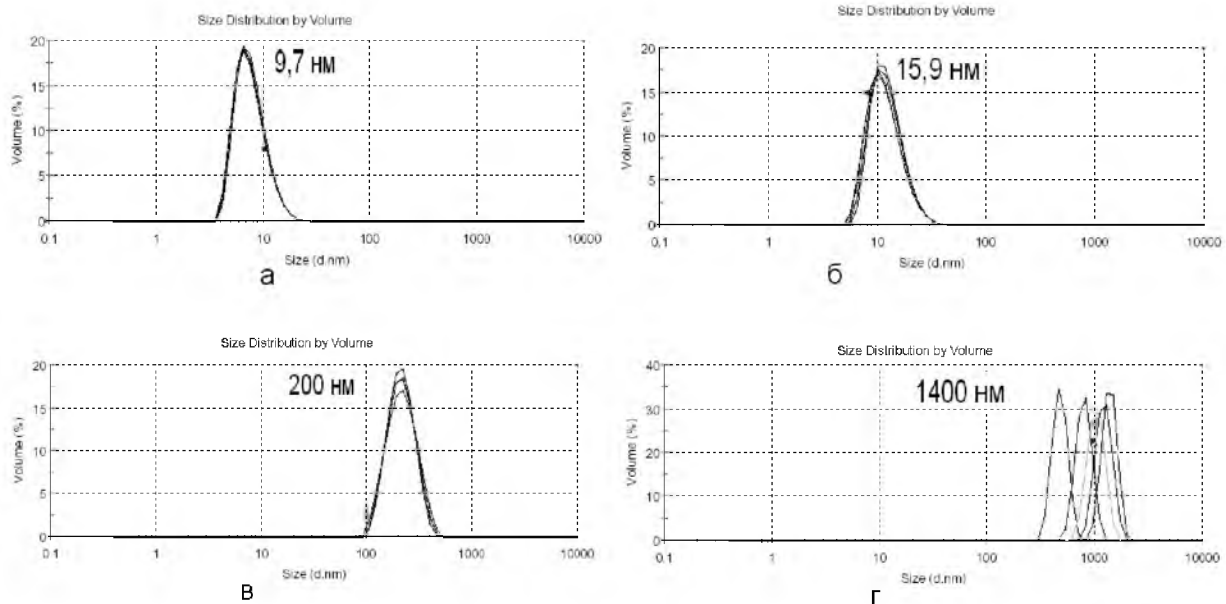 Size Distribution by Volume
20
15
10
5
0
Volume (%)
9,7 нм
0.1 1 10 100 1000 10000
Size (d.nm)
а
Size Distribution by Volume
20
15
10
5
0
Volume (%)
15,9 нм
0.1 1 10 100 1000 10000
Size (d.nm)
б
Size Distribution by Volume
20
15
10
5
0
Volume (%)
200 нм
0.1 1 10 100 1000 10000
Size (d.nm)
в
Size Distribution by Volume
40
30
20
10
0
Volume (%)
1400 нм
0.1 1 10 100 1000 10000
Size (d.nm)
г